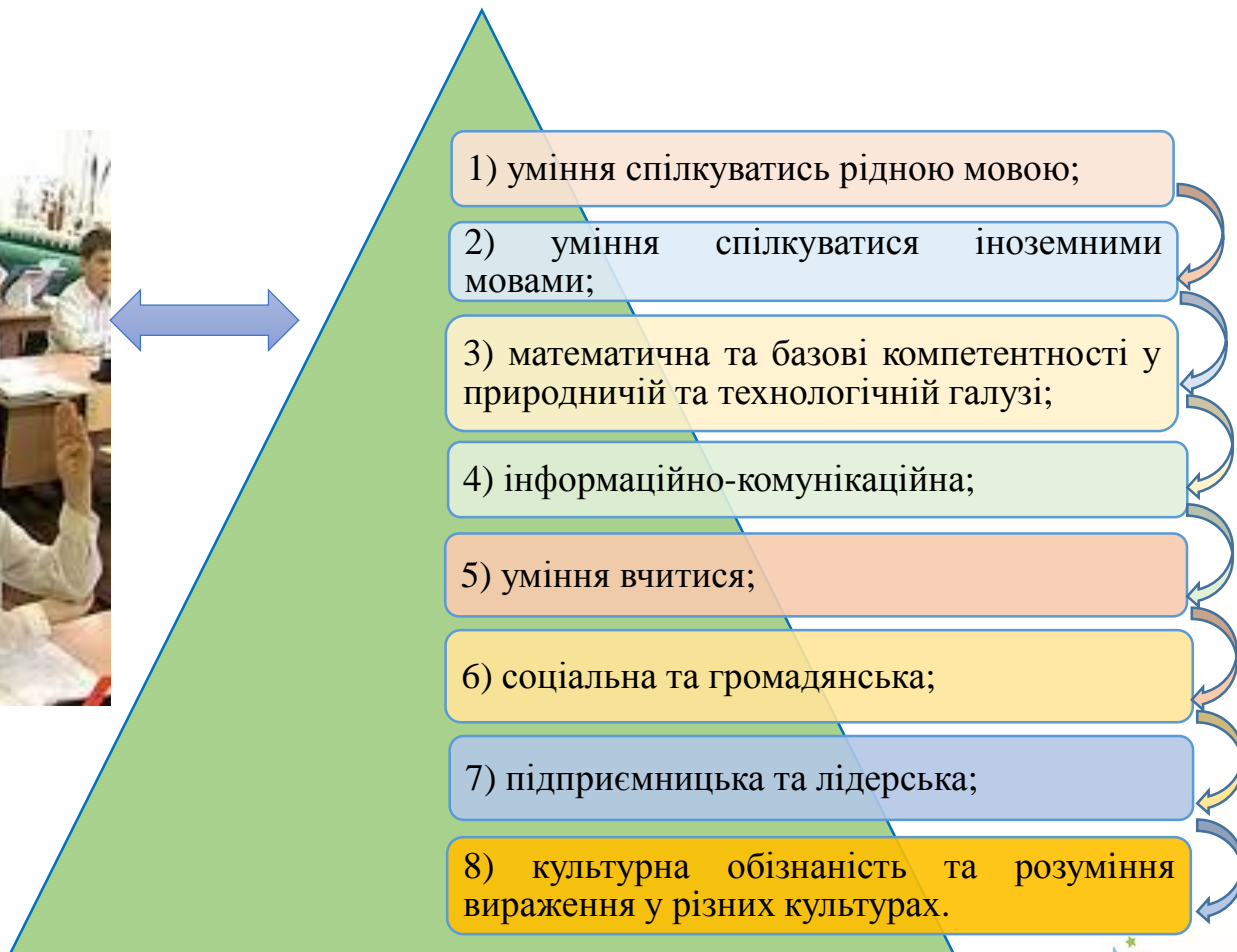 1) уміння спілкуватись рідною мовою;
2) уміння спілкуватися іноземними
мовами;
3) математична та базові компетентності у
природничій та технологічній галузі;
4) інформаційно-комунікаційна;
5) уміння вчитися;
6) соціальна та громадянська;
7) підприємницька та лідерська;
8) культурна обізнаність та розуміння
вираження у різних культурах.